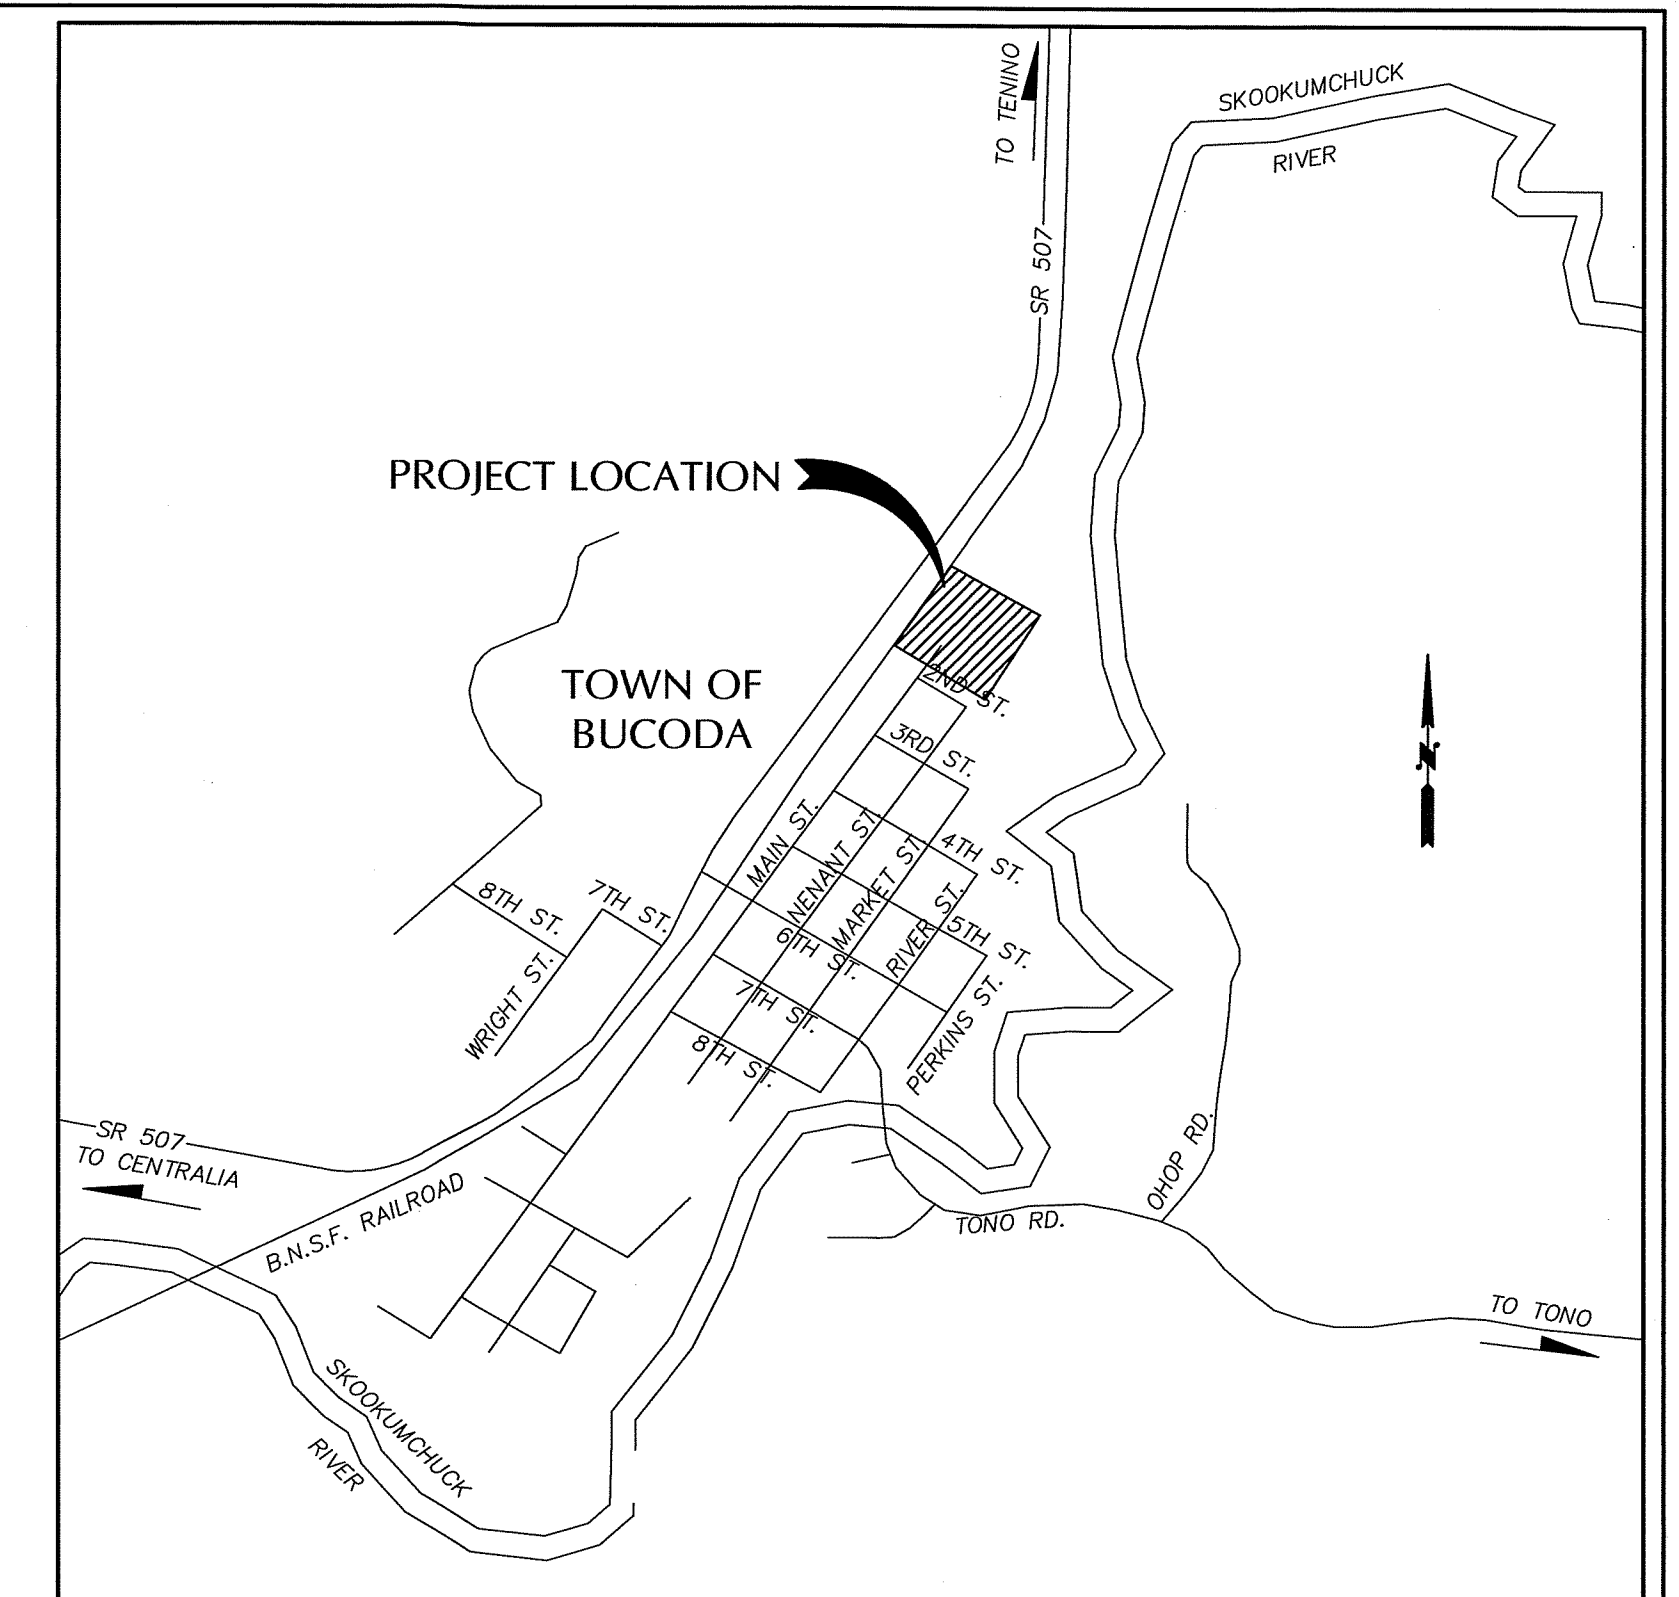 TO TENINO
SKOOKUMCHUCK
RIVER
SR 507
PROJECT LOCATION
TOWN OF
BUCODA
2ND ST.
3RD ST.
N
MAIN ST.
NENANT ST.
MARKET ST.
4TH ST.
RIVER ST.
5TH ST.
8TH ST.
7TH ST.
6TH ST.
WRIGHT ST.
7TH ST.
PERKINS ST.
8TH ST.
SR 507
TO CENTRALIA
OHOP RD.
B.N.S.F. RAILROAD
TONO RD.
TO TONO
SKOOKUMCHUCK
RIVER